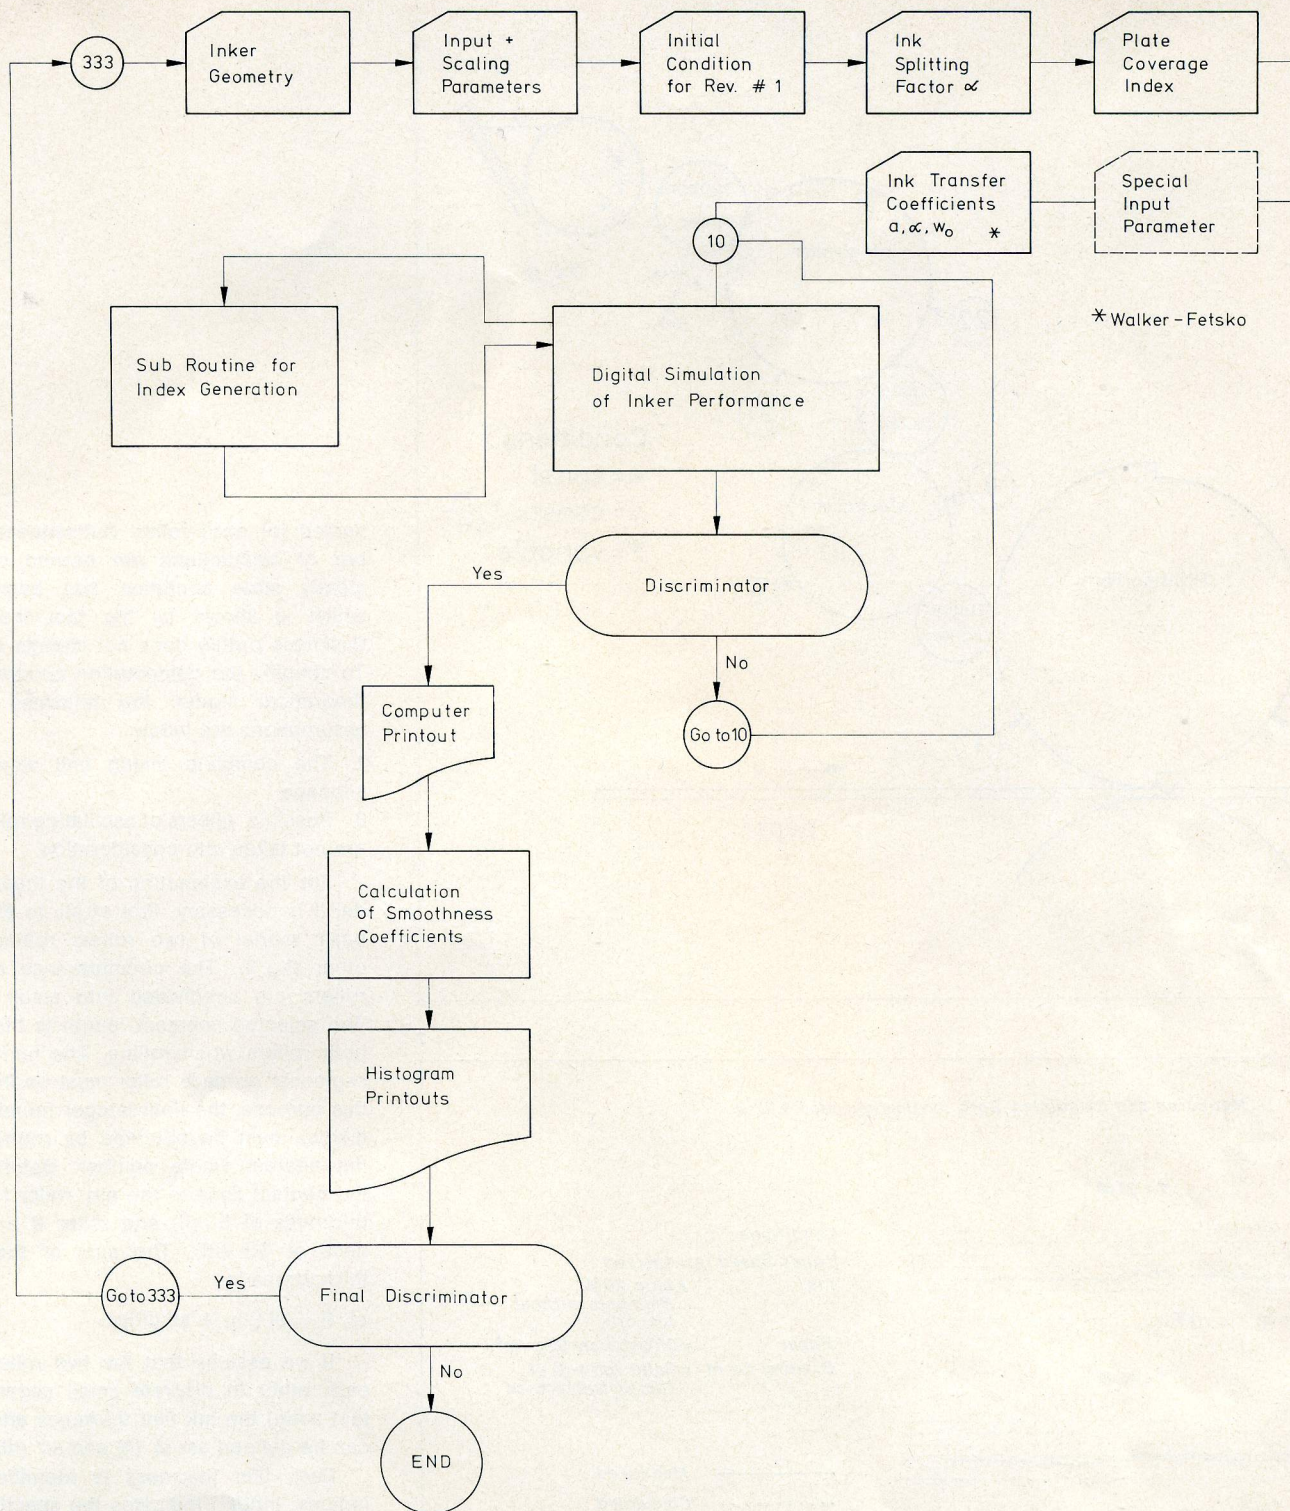 333
Inker
Geometry
Input +
Scaling
Parameters
Initial
Condition
for Rev. # 1
Ink
Splitting
Factor ∝
Plate
Coverage
Index
Ink Transfer
Coefficients
a, ∝, w₀ *
Special
Input
Parameter
10
* Walker – Fetsko
Sub Routine for
Index Generation
Digital Simulation
of Inker Performance
Discriminator
Yes
No
Computer
Printout
Go to 10
Calculation
of Smoothness
Coefficients
Histogram
Printouts
Go to 333
Yes
Final Discriminator
No
END